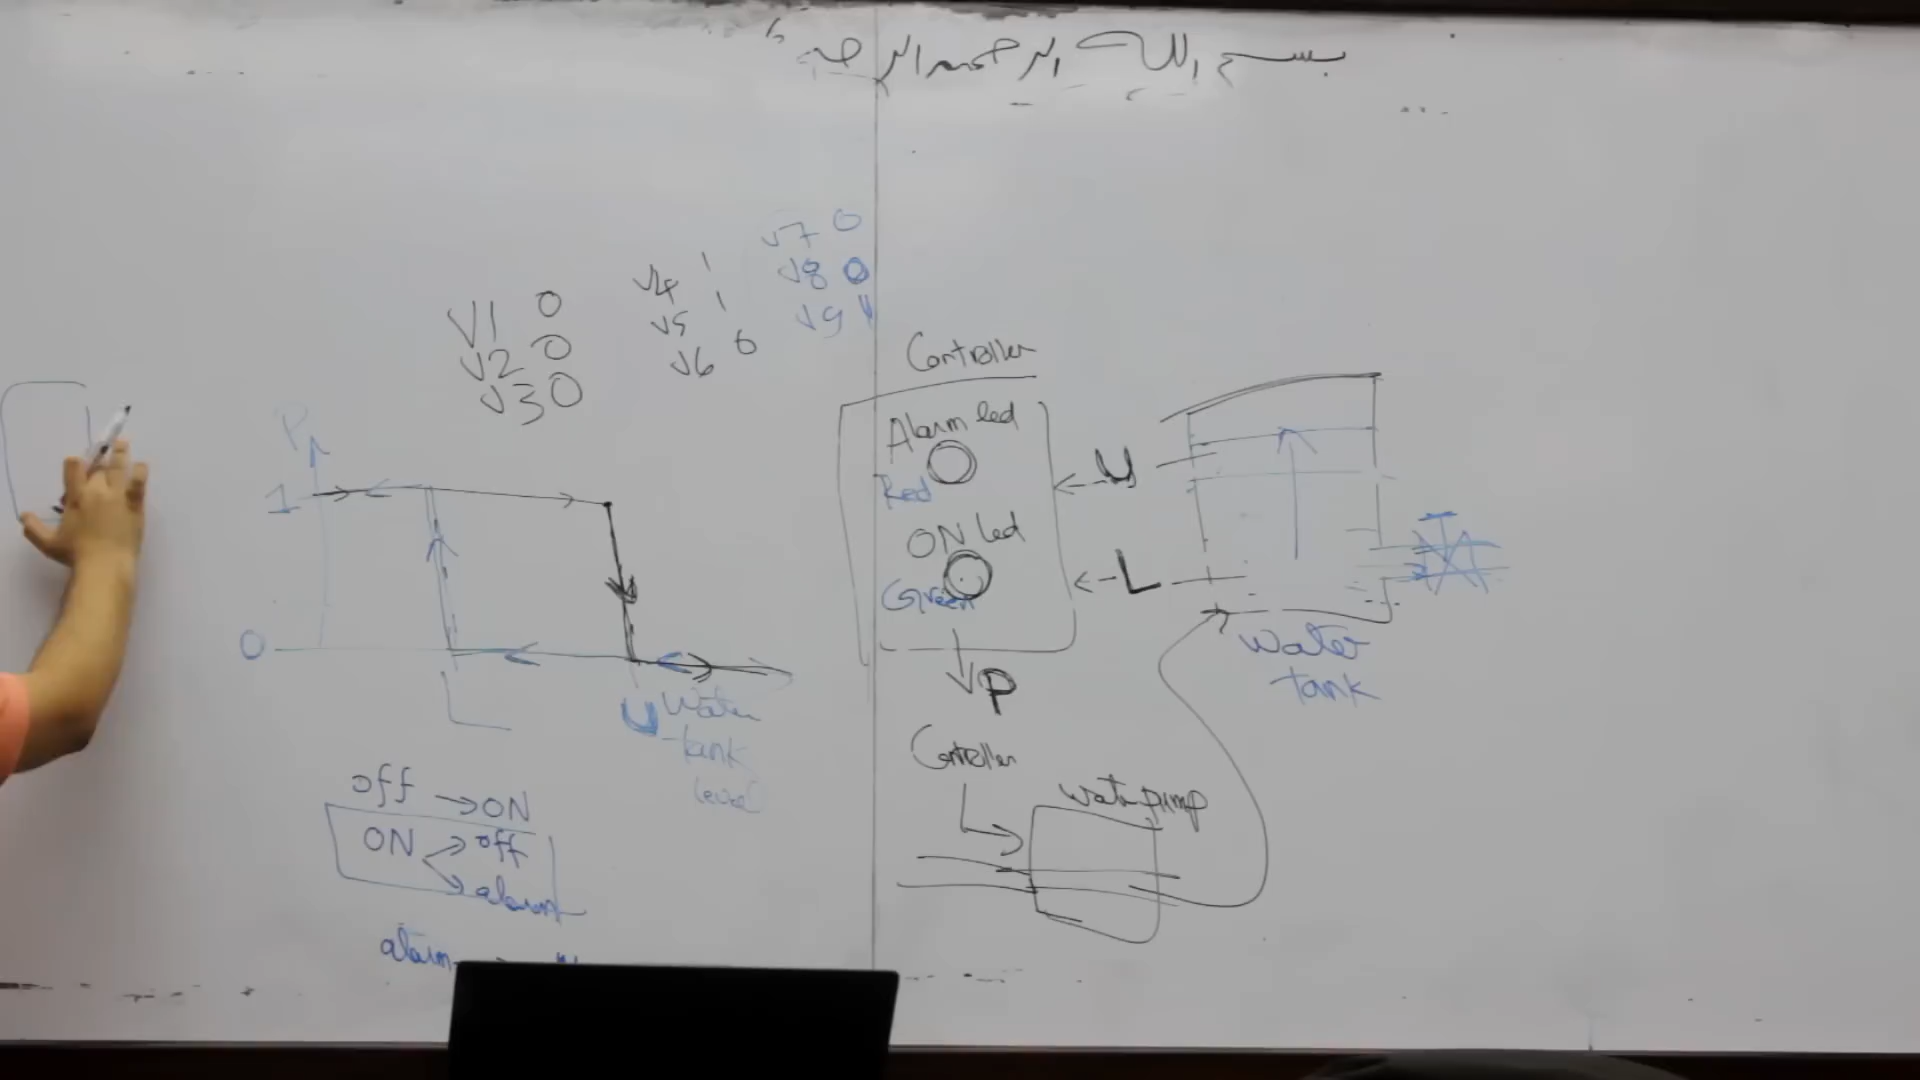 بسم الله الرحمن الرحيم
V1 0
V2 0
V3 0
V4 1
V5 1
V6 0
V7 0
V8 0
V9 1
P
1
0
L
U Water
tank
level
off → ON
ON → off
→ alarm
alarm
Controller
Alarm led
Red
ON led
Green
P
U
L
Water
tank
Controller
Water pump